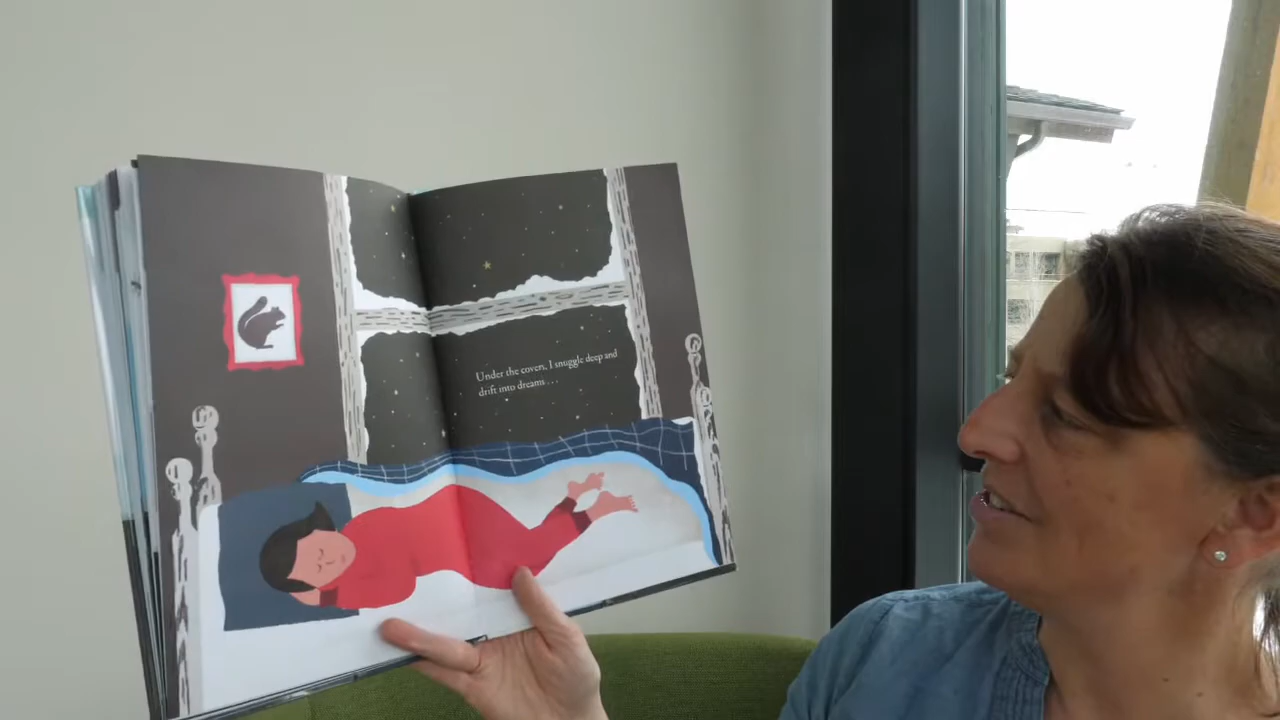 Under the covers, I snuggle deep and
drift into dreams . . .